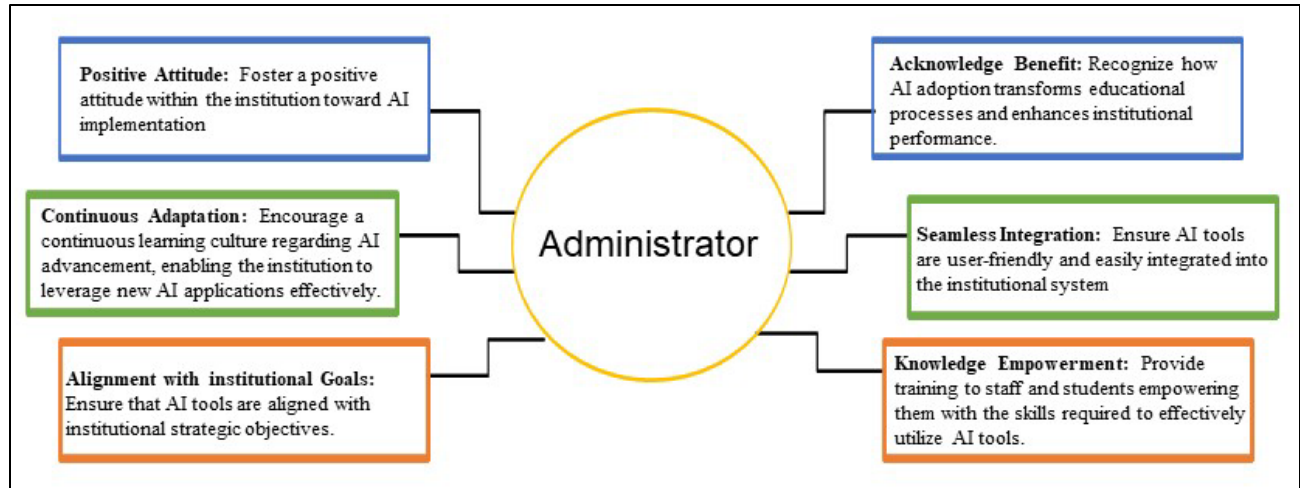 Positive Attitude: Foster a positive
attitude within the institution toward AI
implementation
Continuous Adaptation: Encourage a
continuous learning culture regarding AI
advancement, enabling the institution to
leverage new AI applications effectively.
Alignment with institutional Goals:
Ensure that AI tools are aligned with
institutional strategic objectives.
Administrator
Acknowledge Benefit: Recognize how
AI adoption transforms educational
processes and enhances institutional
performance.
Seamless Integration: Ensure AI tools
are user-friendly and easily integrated into
the institutional system
Knowledge Empowerment: Provide
training to staff and students empowering
them with the skills required to effectively
utilize AI tools.